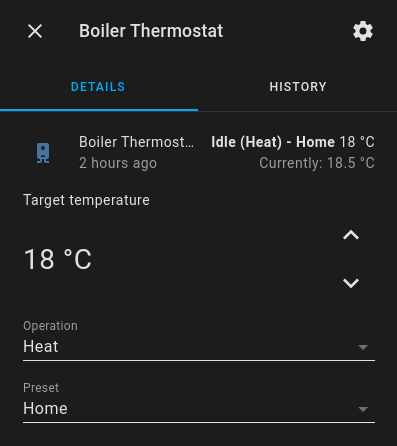 Boiler Thermostat
DETAILS HISTORY
Boiler Thermost… Idle (Heat) - Home 18 °C
2 hours ago Currently: 18.5 °C
Target temperature
18 °C
Operation
Heat
Preset
Home